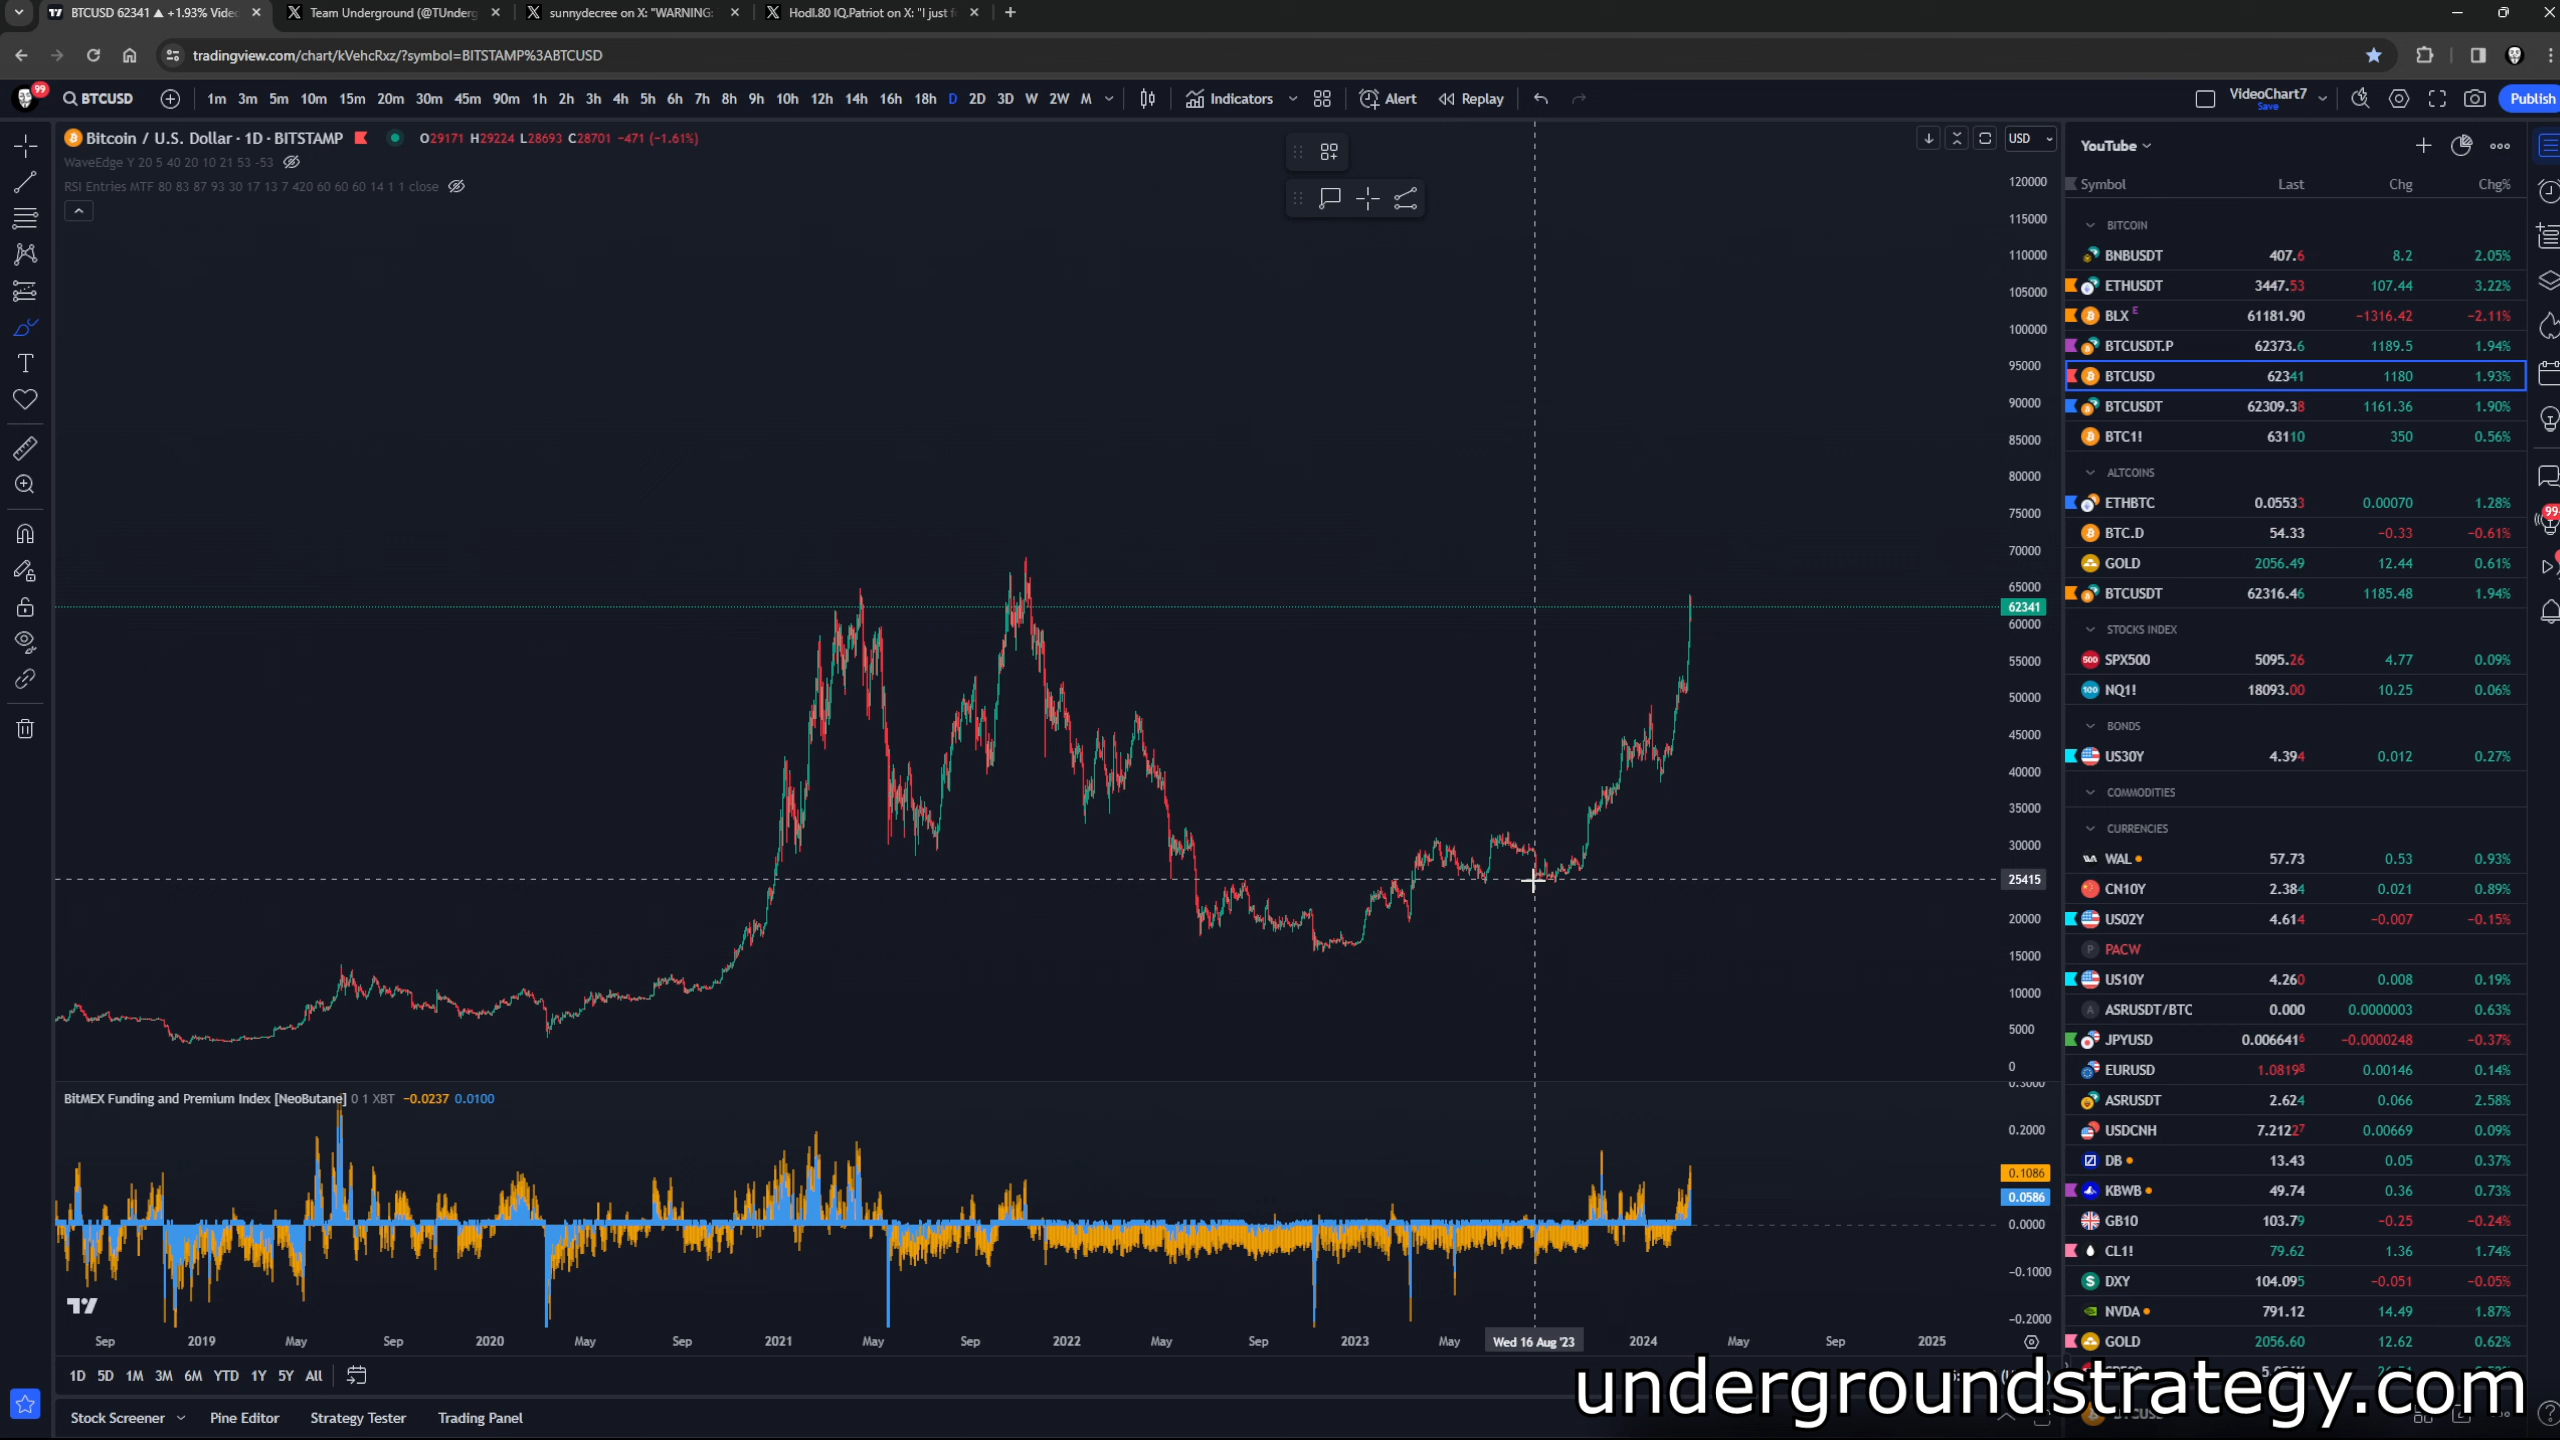 BTCUSD 62341 ▲ +1.93% Video
Team Underground (@TUnderg
sunnydecree on X: "WARNING:
Hodl.80 IQ.Patriot on X: "I just f
tradingview.com/chart/kVehcRxz/?symbol=BITSTAMP%3ABTCUSD
99 BTCUSD 1m 3m 5m 10m 15m 20m 30m 45m 90m 1h 2h 3h 4h 5h 6h 7h 8h 9h 10h 12h 14h 16h 18h D 2D 3D W 2W M Indicators Alert Replay VideoChart7 Save Publish
Bitcoin / U.S. Dollar · 1D · BITSTAMP O29171 H29224 L28693 C28701 −471 (−1.61%)
WaveEdge Y 20 5 40 20 10 21 53 -53
RSI Entries MTF 80 83 87 93 30 17 13 7 420 60 60 60 14 1 1 close
USD
120000
115000
110000
105000
100000
95000
90000
85000
80000
75000
70000
65000
62341
60000
55000
50000
45000
40000
35000
30000
25415
20000
15000
10000
5000
0
BitMEX Funding and Premium Index [NeoButane] 0 1 XBT −0.0237 0.0100
0.3000
0.2000
0.1086
0.0586
0.0000
−0.1000
−0.2000
Sep 2019 May Sep 2020 May Sep 2021 May Sep 2022 May Sep 2023 May Wed 16 Aug '23 2024 May Sep 2025
1D 5D 1M 3M 6M YTD 1Y 5Y All
Stock Screener Pine Editor Strategy Tester Trading Panel
YouTube
Symbol Last Chg Chg%
BITCOIN
BNBUSDT 407.6 8.2 2.05%
ETHUSDT 3447.53 107.44 3.22%
BLX E 61181.90 −1316.42 −2.11%
BTCUSDT.P 62373.6 1189.5 1.94%
BTCUSD 62341 1180 1.93%
BTCUSDT 62309.38 1161.36 1.90%
BTC1! 63110 350 0.56%
ALTCOINS
ETHBTC 0.05533 0.00070 1.28%
BTC.D 54.33 −0.33 −0.61%
GOLD 2056.49 12.44 0.61%
BTCUSDT 62316.46 1185.48 1.94%
STOCKS INDEX
SPX500 5095.26 4.77 0.09%
NQ1! 18093.00 10.25 0.06%
BONDS
US30Y 4.394 0.012 0.27%
COMMODITIES
CURRENCIES
WAL 57.73 0.53 0.93%
CN10Y 2.384 0.021 0.89%
US02Y 4.614 −0.007 −0.15%
PACW
US10Y 4.260 0.008 0.19%
ASRUSDT/BTC 0.000 0.0000003 0.63%
JPYUSD 0.0066416 −0.0000248 −0.37%
EURUSD 1.08198 0.00146 0.14%
ASRUSDT 2.624 0.066 2.58%
USDCNH 7.21227 0.00669 0.09%
DB 13.43 0.05 0.37%
KBWB 49.74 0.36 0.73%
GB10 103.79 −0.25 −0.24%
CL1! 79.62 1.36 1.74%
DXY 104.095 −0.051 −0.05%
NVDA 791.12 14.49 1.87%
GOLD 2056.60 12.62 0.62%
99
undergroundstrategy.com